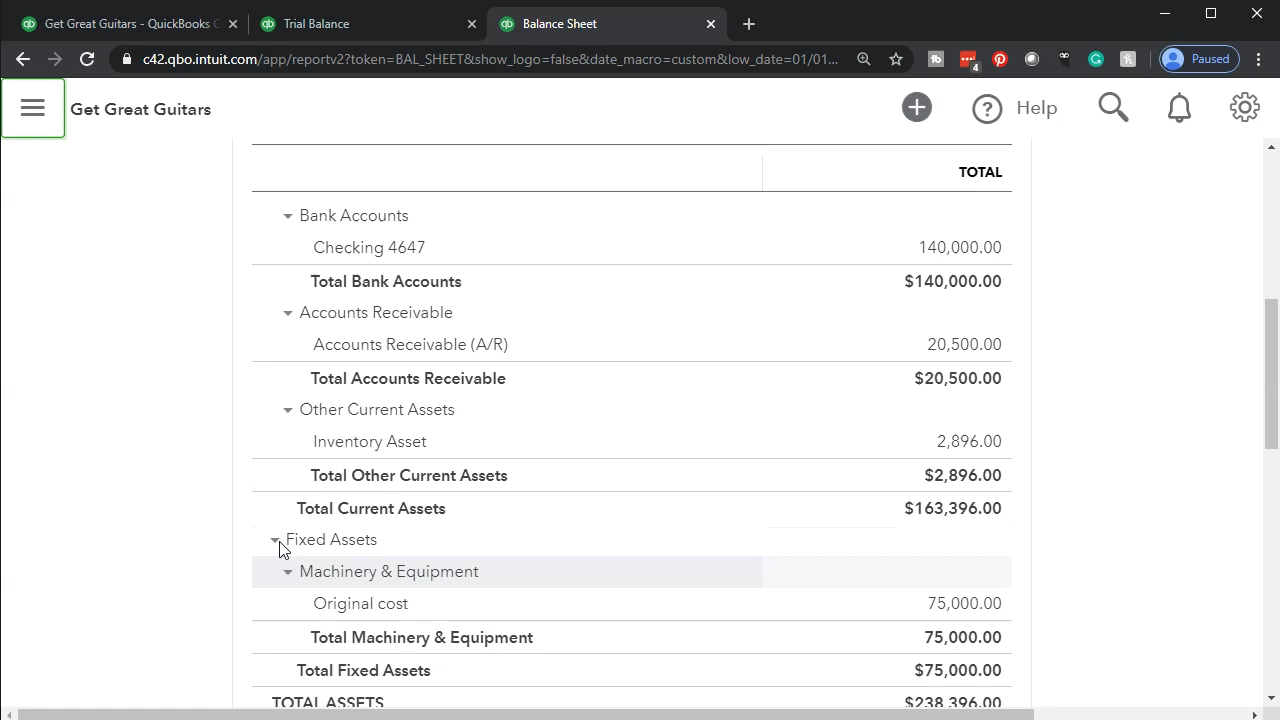 Get Great Guitars - QuickBooks
Trial Balance
Balance Sheet
c42.qbo.intuit.com/app/reportv2?token=BAL_SHEET&show_logo=false&date_macro=custom&low_date=01/01...
4
Paused
Get Great Guitars
Help
TOTAL
Bank Accounts
Checking 4647 140,000.00
Total Bank Accounts $140,000.00
Accounts Receivable
Accounts Receivable (A/R) 20,500.00
Total Accounts Receivable $20,500.00
Other Current Assets
Inventory Asset 2,896.00
Total Other Current Assets $2,896.00
Total Current Assets $163,396.00
Fixed Assets
Machinery & Equipment
Original cost 75,000.00
Total Machinery & Equipment 75,000.00
Total Fixed Assets $75,000.00
TOTAL ASSETS $238,396.00